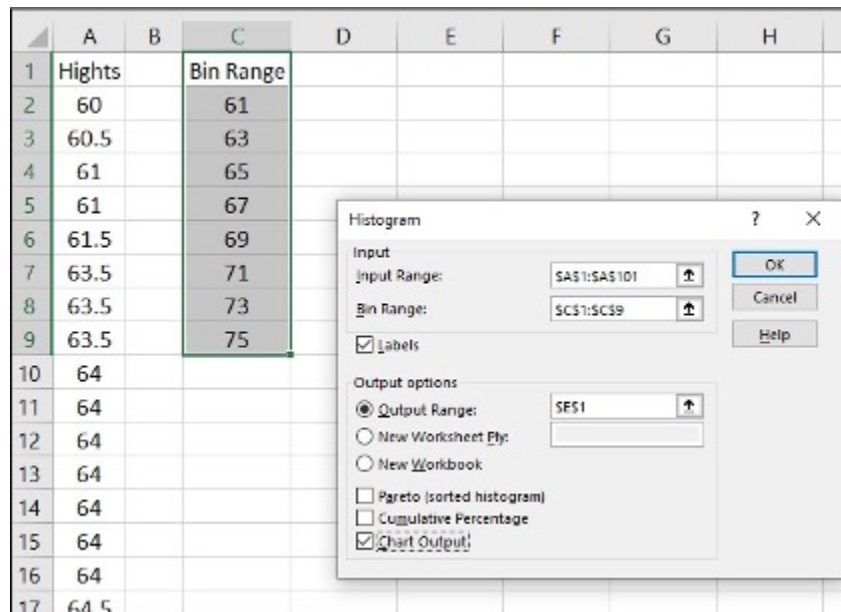 A B C D E F G H
1 Hights Bin Range
2 60 61
3 60.5 63
4 61 65
5 61 67
6 61.5 69
7 63.5 71
8 63.5 73
9 63.5 75
10 64
11 64
12 64
13 64
14 64
15 64
16 64
17 64.5
Histogram ? ×
Input
Input Range: $A$1:$A$101
Bin Range: $C$1:$C$9
Labels
Output options
Output Range: $E$1
New Worksheet Ply:
New Workbook
Pareto (sorted histogram)
Cumulative Percentage
Chart Output
OK
Cancel
Help